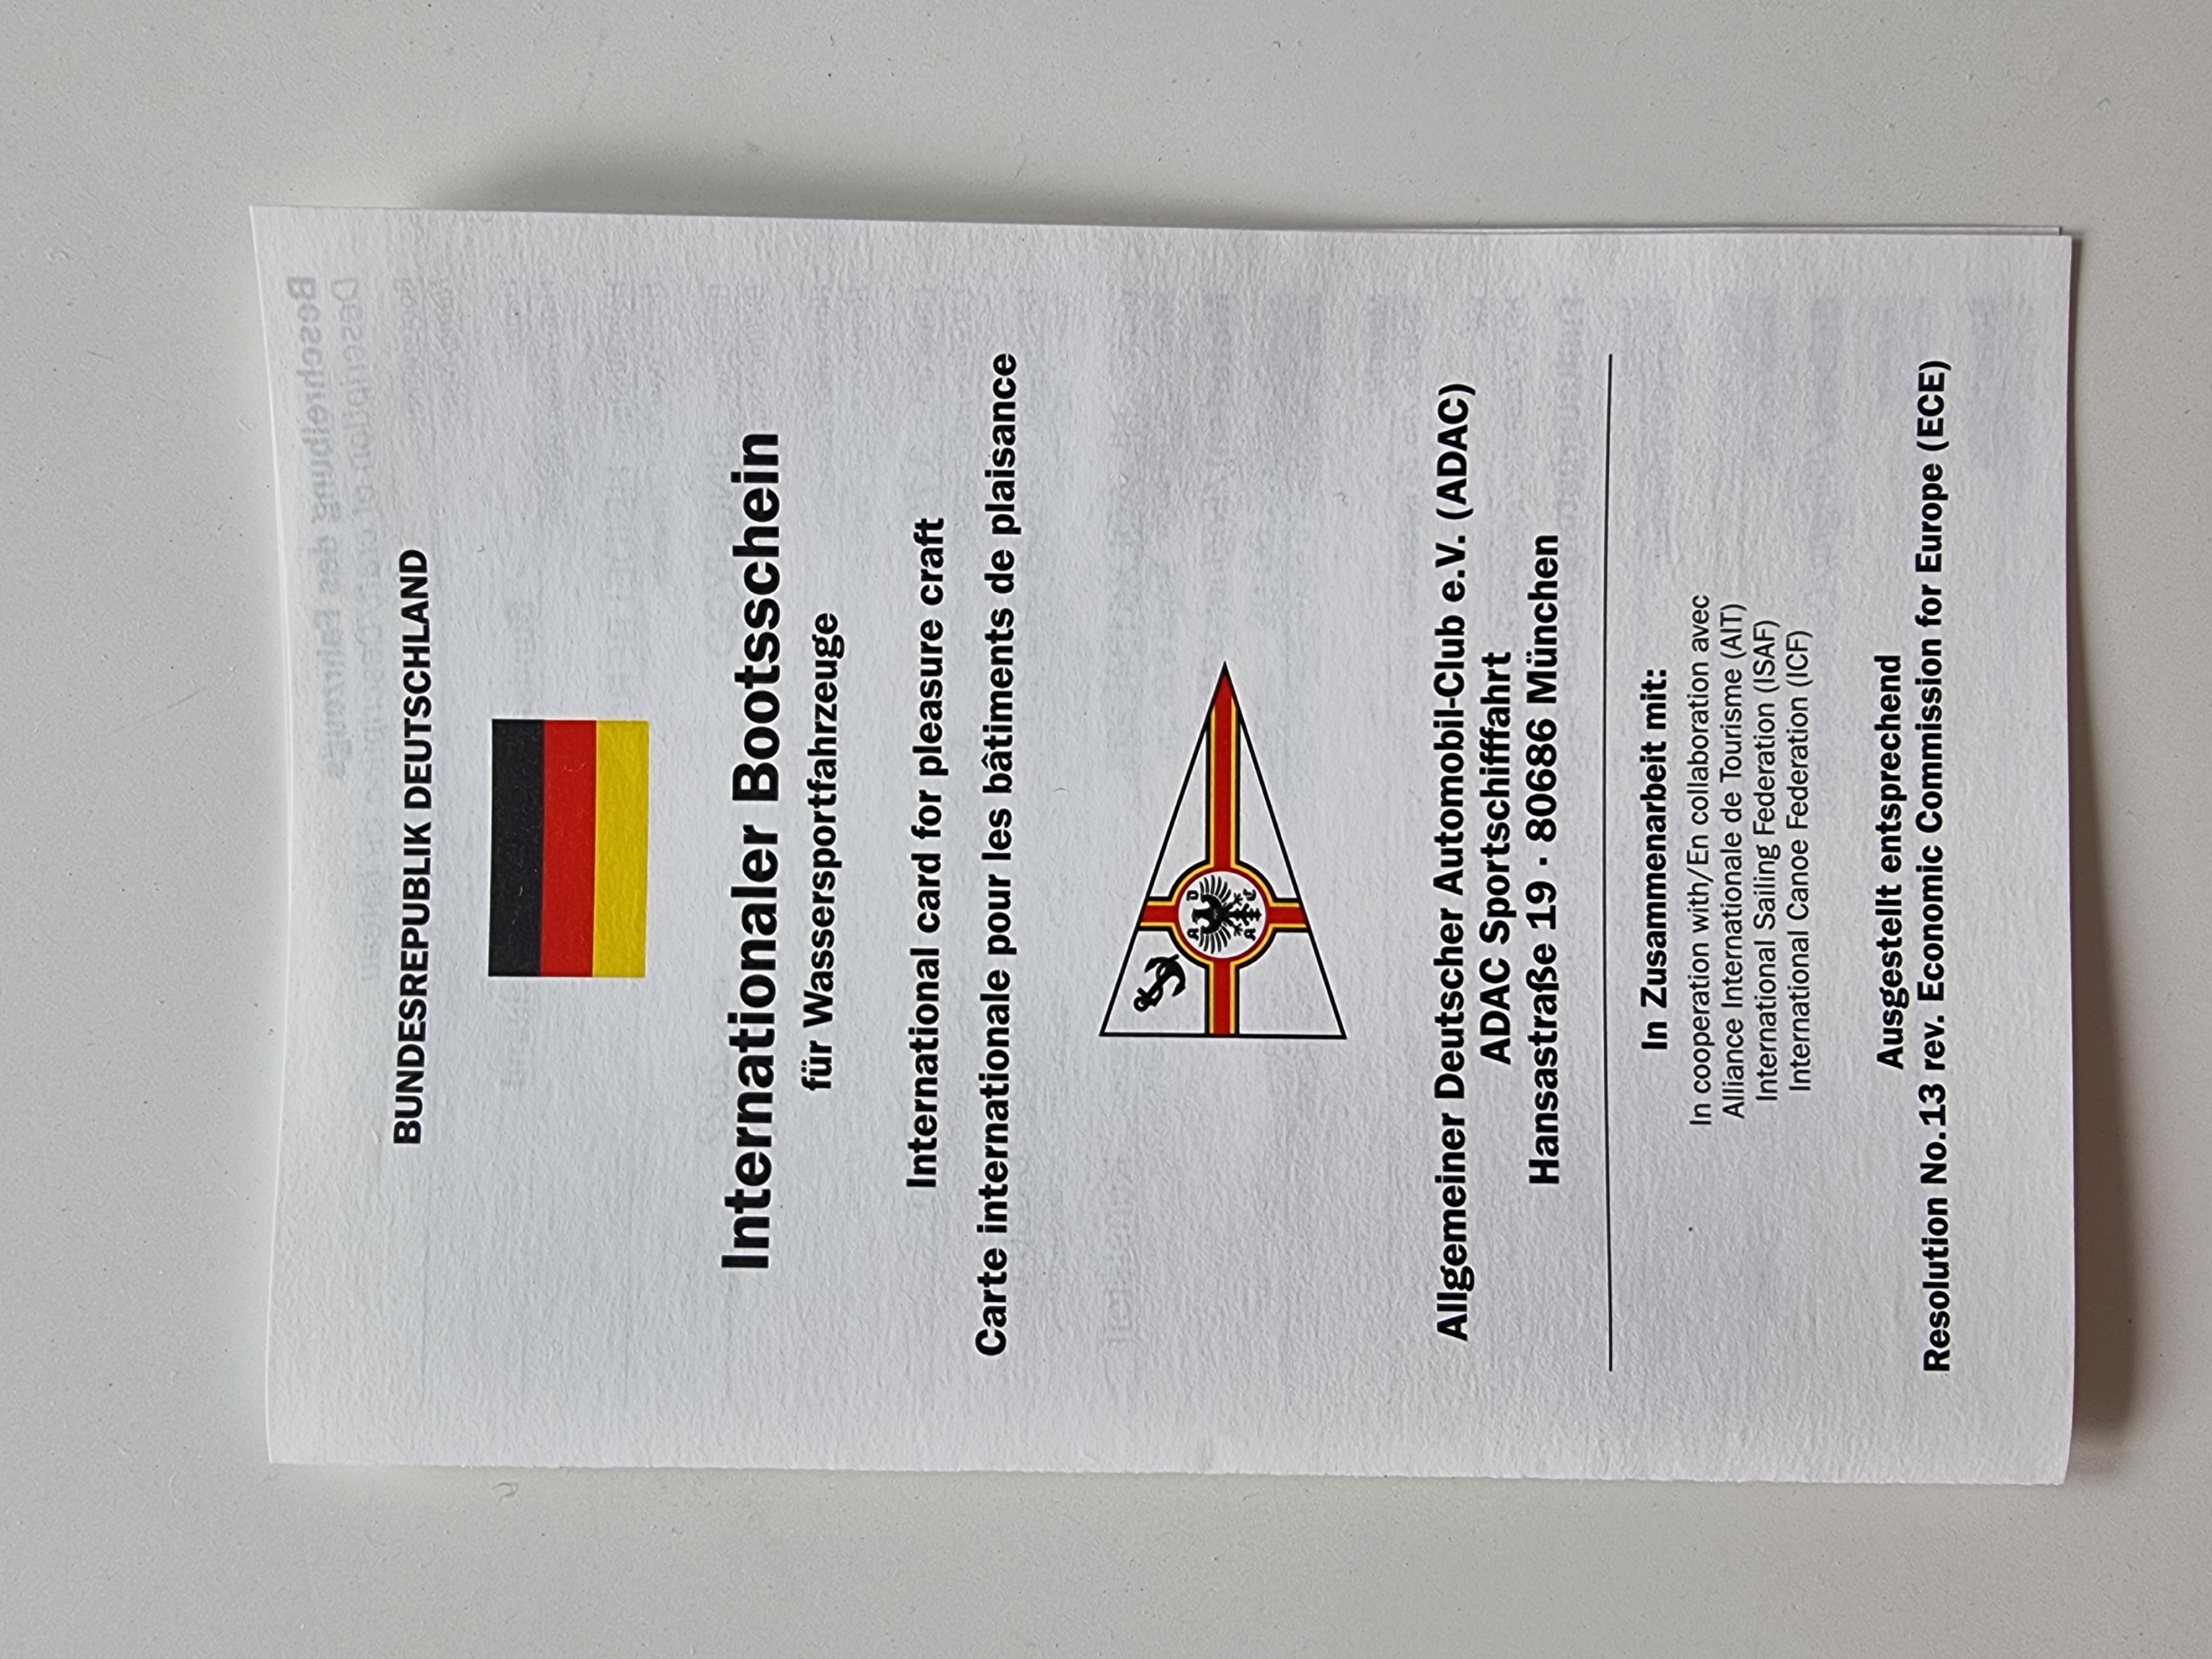 BUNDESREPUBLIK DEUTSCHLAND
Internationaler Bootsschein
für Wassersportfahrzeuge
International card for pleasure craft
Carte internationale pour les bâtiments de plaisance
A D
A C
Allgemeiner Deutscher Automobil-Club e.V. (ADAC)
ADAC Sportschifffahrt
Hansastraße 19 · 80686 München
In Zusammenarbeit mit:
In cooperation with/En collaboration avec
Alliance Internationale de Tourisme (AIT)
International Sailing Federation (ISAF)
International Canoe Federation (ICF)
Ausgestellt entsprechend
Resolution No.13 rev. Economic Commission for Europe (ECE)